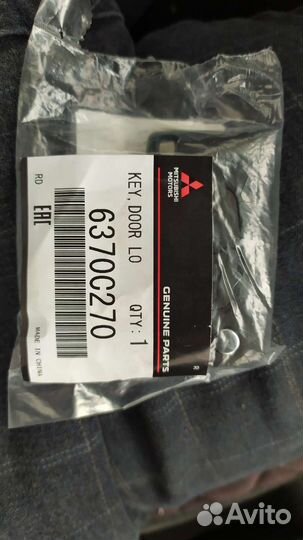 MITSUBISHI
MOTORS
GENUINE PARTS
KEY, DOOR LO
QTY: 1
6370C270
RD
EAC
MADE IN CHINA
Avito